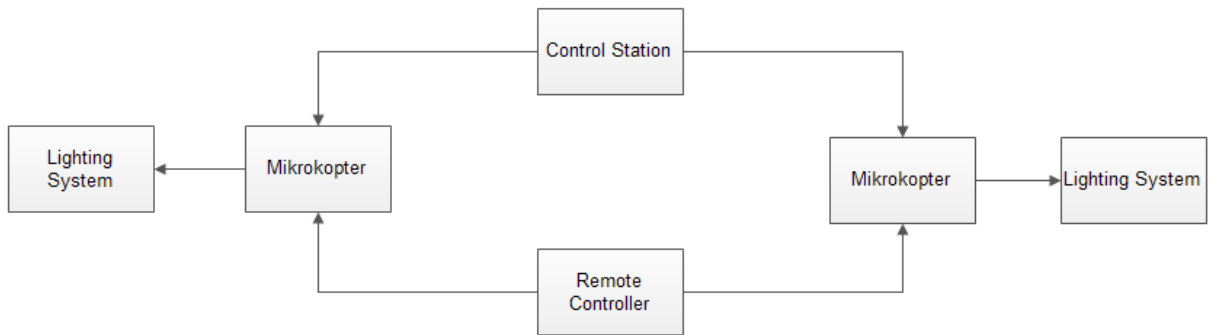 Control Station
Lighting
System
Mikrokopter
Mikrokopter
Lighting System
Remote
Controller